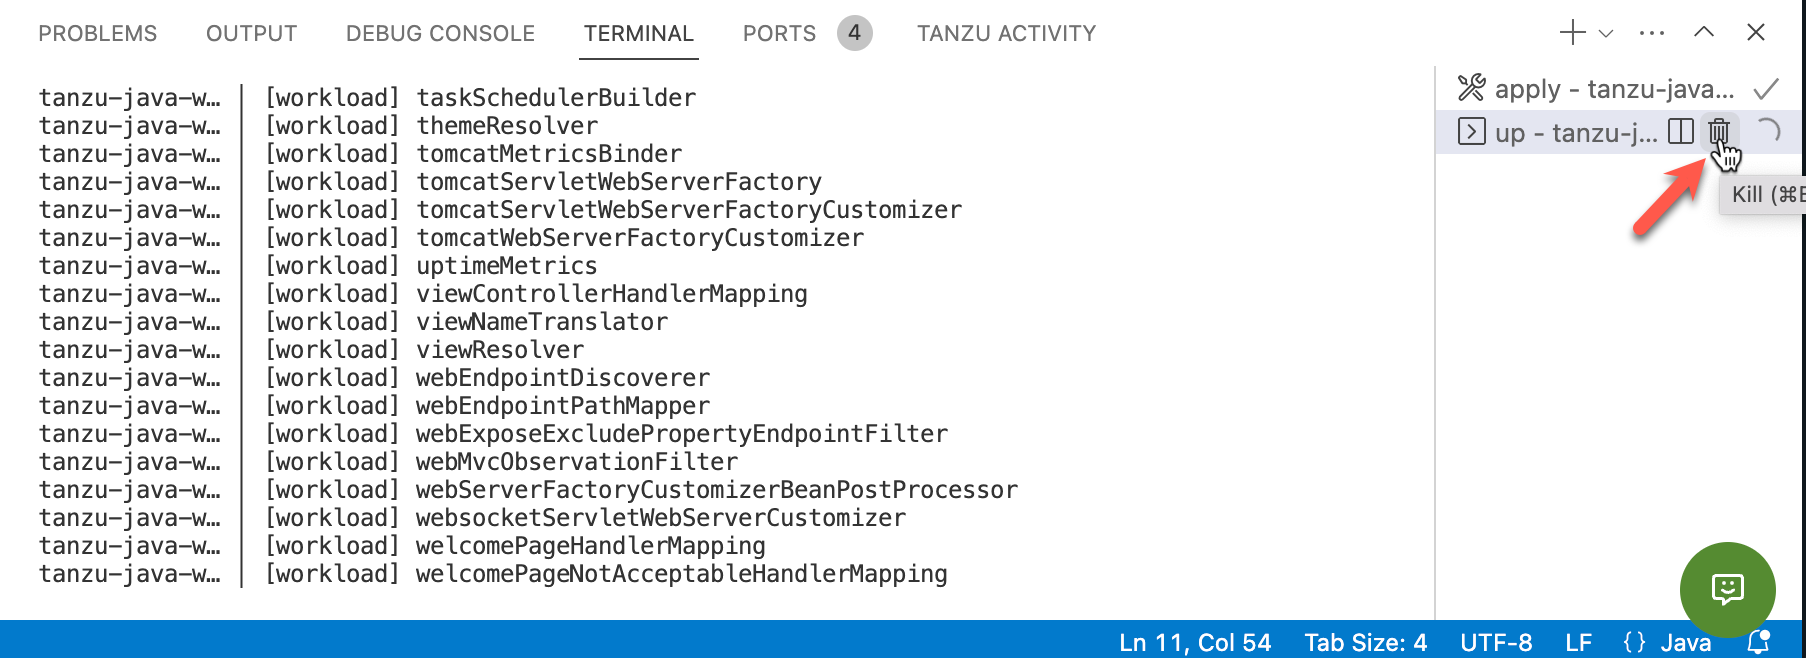 PROBLEMS OUTPUT DEBUG CONSOLE TERMINAL PORTS 4 TANZU ACTIVITY
tanzu-java-w… [workload] taskSchedulerBuilder
tanzu-java-w… [workload] themeResolver
tanzu-java-w… [workload] tomcatMetricsBinder
tanzu-java-w… [workload] tomcatServletWebServerFactory
tanzu-java-w… [workload] tomcatServletWebServerFactoryCustomizer
tanzu-java-w… [workload] tomcatWebServerFactoryCustomizer
tanzu-java-w… [workload] uptimeMetrics
tanzu-java-w… [workload] viewControllerHandlerMapping
tanzu-java-w… [workload] viewNameTranslator
tanzu-java-w… [workload] viewResolver
tanzu-java-w… [workload] webEndpointDiscoverer
tanzu-java-w… [workload] webEndpointPathMapper
tanzu-java-w… [workload] webExposeExcludePropertyEndpointFilter
tanzu-java-w… [workload] webMvcObservationFilter
tanzu-java-w… [workload] webServerFactoryCustomizerBeanPostProcessor
tanzu-java-w… [workload] websocketServletWebServerCustomizer
tanzu-java-w… [workload] welcomePageHandlerMapping
tanzu-java-w… [workload] welcomePageNotAcceptableHandlerMapping
apply - tanzu-java...
up - tanzu-j...
Kill (⌘
Ln 11, Col 54 Tab Size: 4 UTF-8 LF {} Java